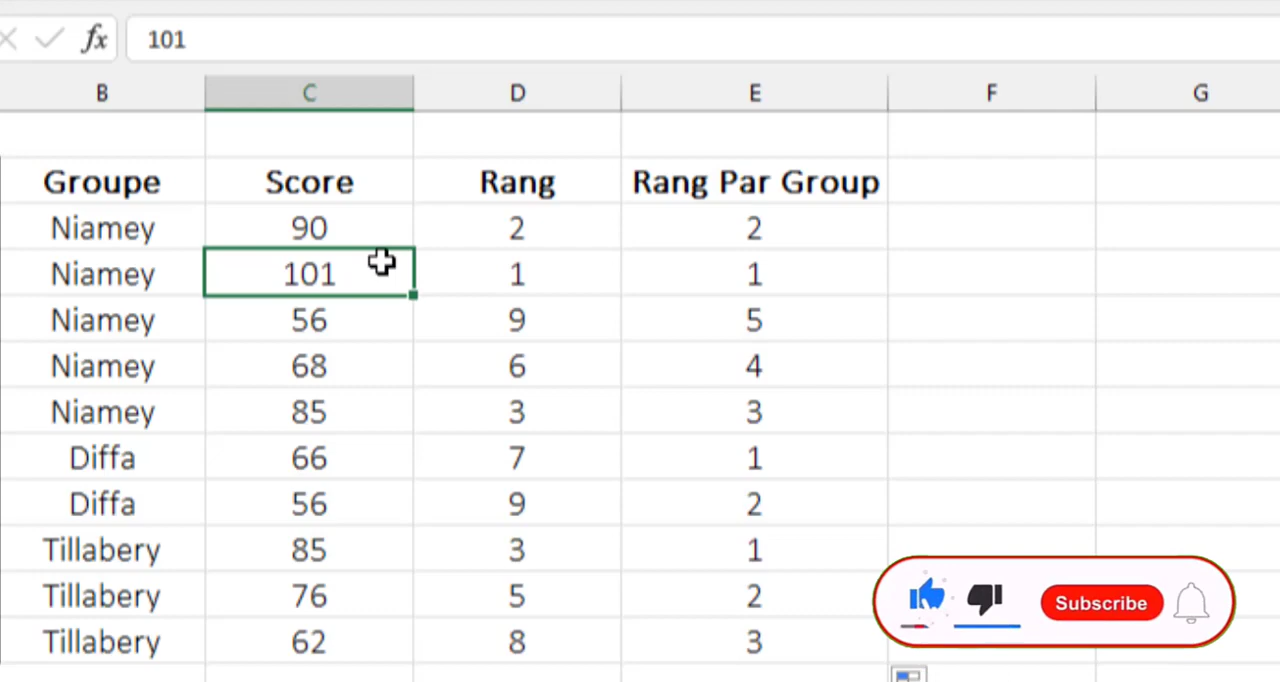 fx 101
B C D E F G
Groupe Score Rang Rang Par Group
Niamey 90 2 2
Niamey 101 1 1
Niamey 56 9 5
Niamey 68 6 4
Niamey 85 3 3
Diffa 66 7 1
Diffa 56 9 2
Tillabery 85 3 1
Tillabery 76 5 2
Tillabery 62 8 3
Subscribe